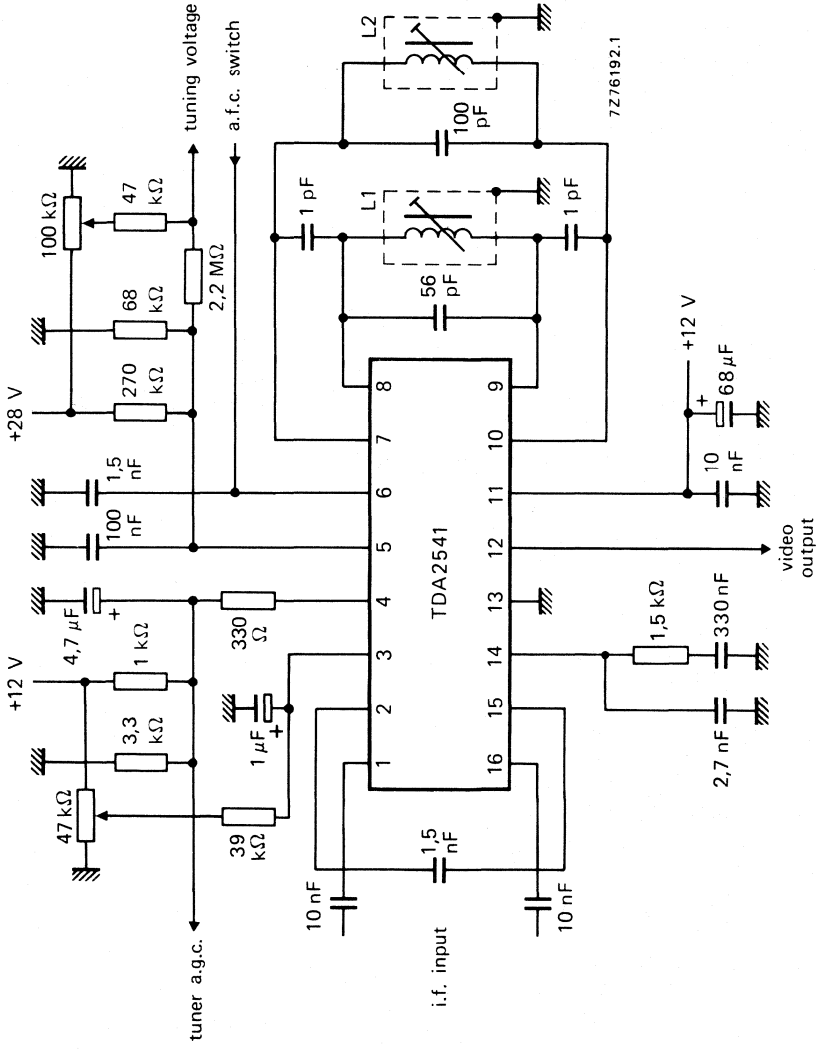 +28 V
100 kΩ
47
kΩ
tuning voltage
270
kΩ
68
kΩ
2,2 MΩ
a.f.c. switch
+12 V
4,7 µF
+
100
nF
1,5
nF
47 kΩ
3,3
kΩ
1 kΩ
330
Ω
39
kΩ
1 µF
+
tuner a.g.c.
10 nF
1
2
3
4
5
6
7
8
TDA2541
i.f. input
1,5
nF
56
pF
1 pF
L1
1 pF
100
pF
L2
16
15
14
13
12
11
10
9
10 nF
2,7 nF
1,5 kΩ
330 nF
video
output
10
nF
+
68 µF
+12 V
7Z76192.1